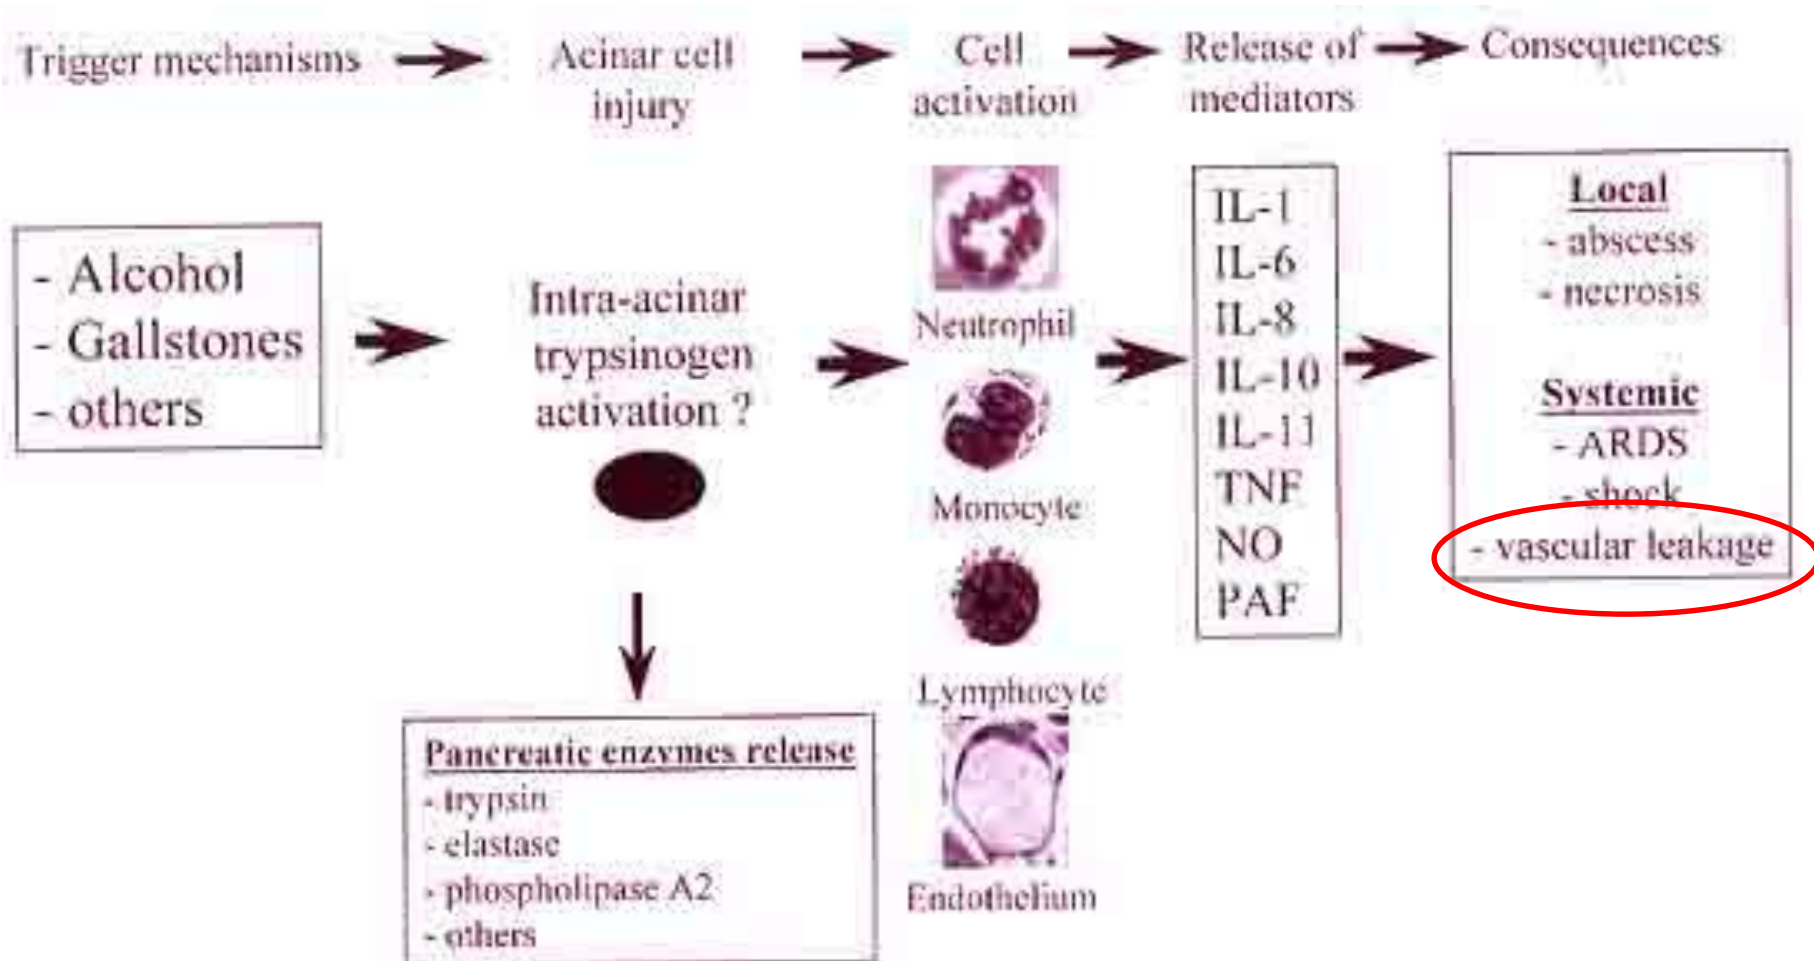 Trigger mechanisms
Acinar cell
injury
Cell
activation
Release of
mediators
Consequences
- Alcohol
- Gallstones
- others
Intra-acinar
trypsinogen
activation ?
Pancreatic enzymes release
- trypsin
- elastase
- phospholipase A2
- others
Neutrophil
Monocyte
Lymphocyte
Endothelium
IL-1
IL-6
IL-8
IL-10
IL-11
TNF
NO
PAF
Local
- abscess
- necrosis
Systemic
- ARDS
- shock
- vascular leakage